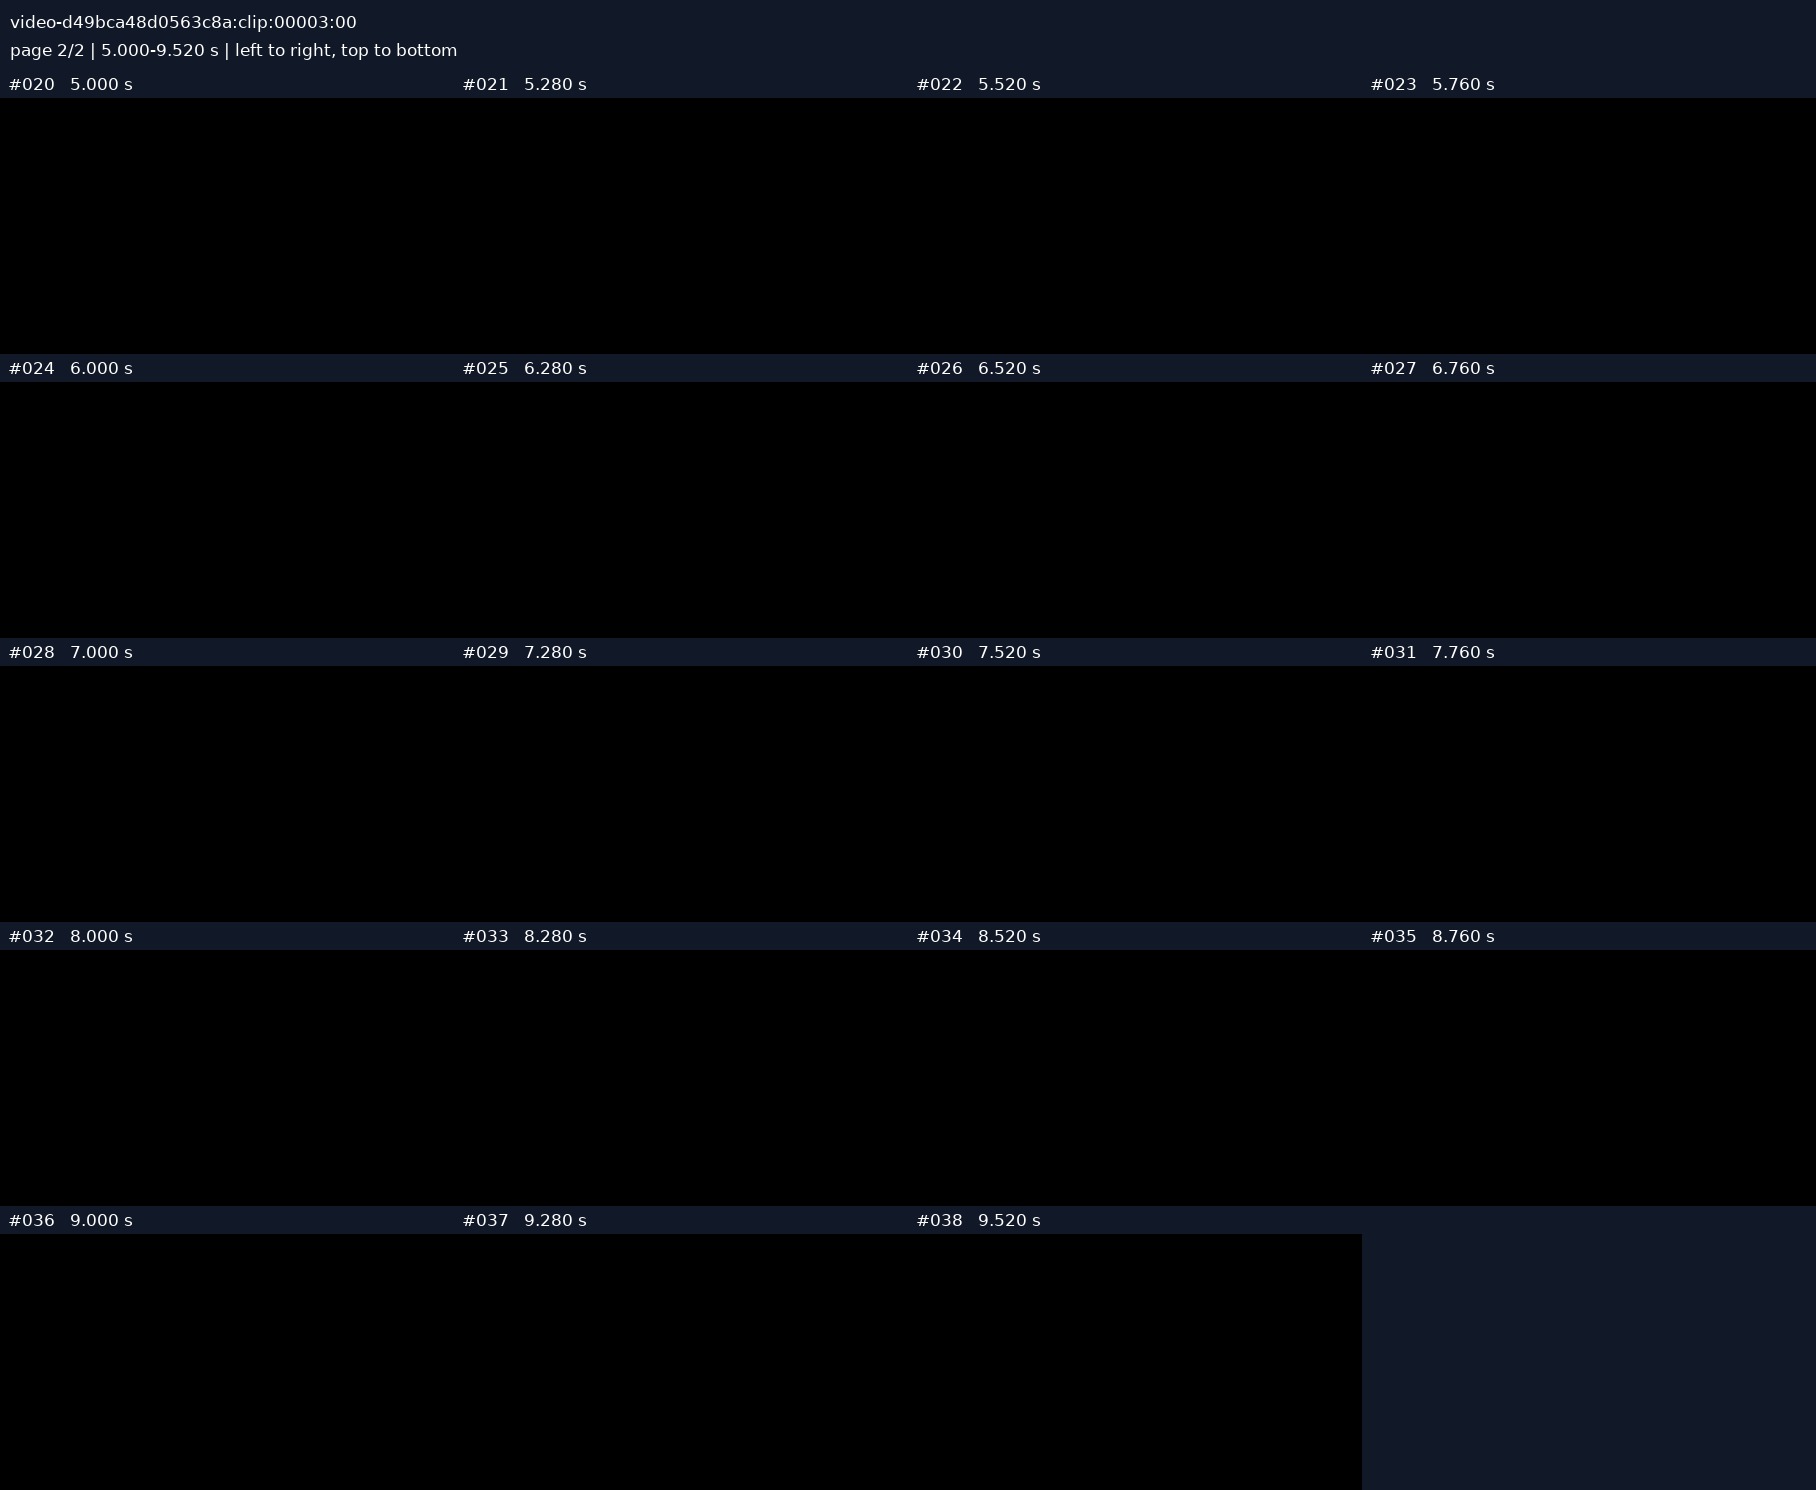 video-d49bca48d0563c8a:clip:00003:00
page 2/2 | 5.000-9.520 s | left to right, top to bottom
#020 5.000 s #021 5.280 s #022 5.520 s #023 5.760 s
#024 6.000 s #025 6.280 s #026 6.520 s #027 6.760 s
#028 7.000 s #029 7.280 s #030 7.520 s #031 7.760 s
#032 8.000 s #033 8.280 s #034 8.520 s #035 8.760 s
#036 9.000 s #037 9.280 s #038 9.520 s